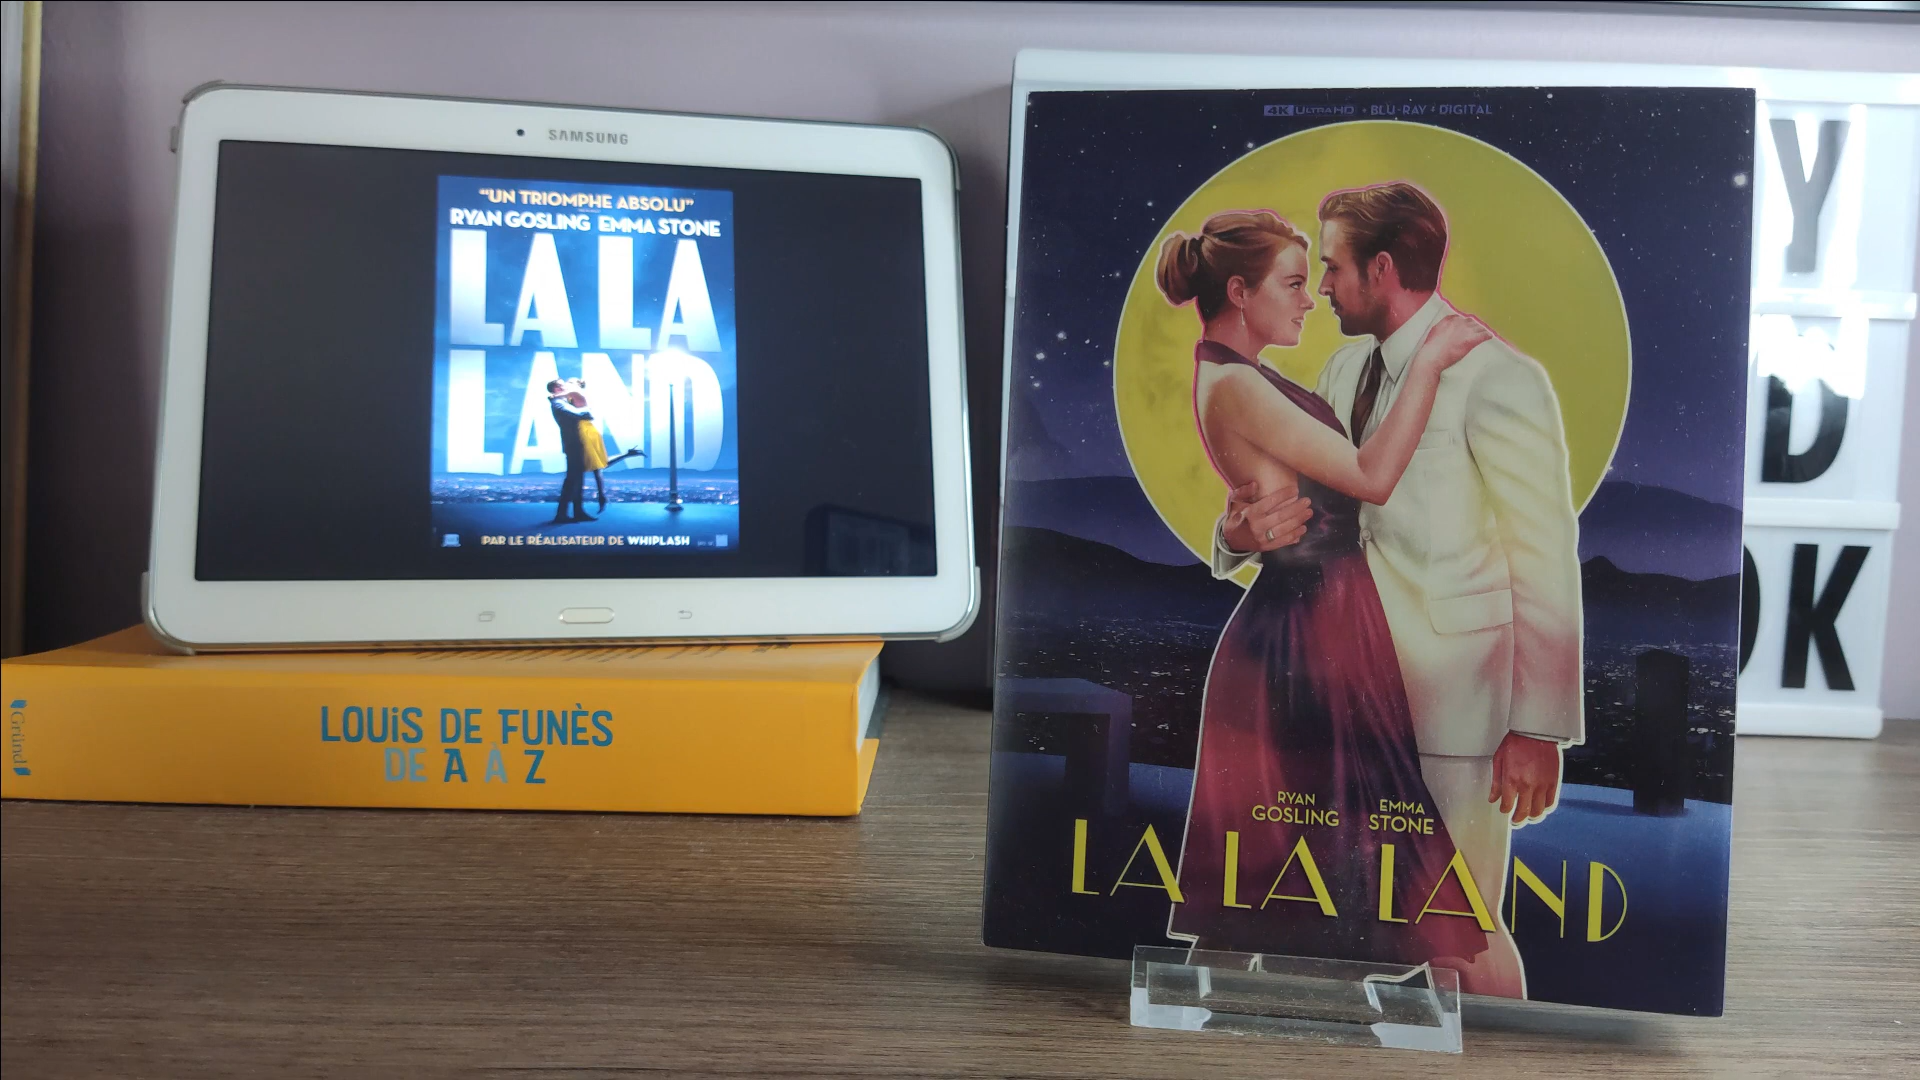 SAMSUNG
“UN TRIOMPHE ABSOLU”
RYAN GOSLING EMMA STONE
LA LA
LAND
PAR LE RÉALISATEUR DE WHIPLASH
LOUiS DE FUNÈS
DE A À Z
Gründ
4K ULTRA HD • BLU-RAY • DIGITAL
RYAN
GOSLING
EMMA
STONE
LA LA LAND
Y
D
K